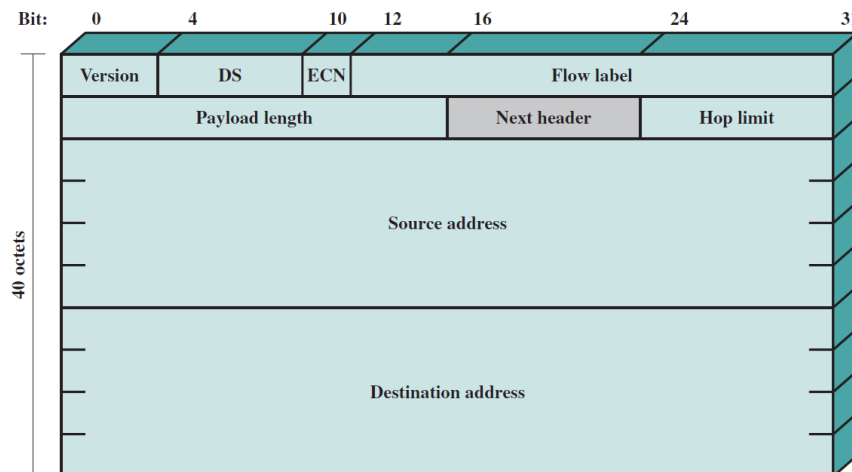 Bit: 0 4 10 12 16 24 3
Version DS ECN Flow label
Payload length Next header Hop limit
Source address
40 octets
Destination address